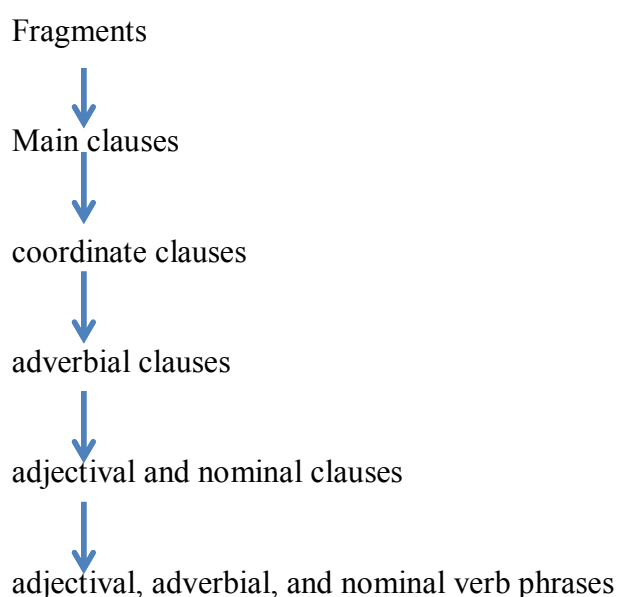 Fragments
Main clauses
coordinate clauses
adverbial clauses
adjectival and nominal clauses
adjectival, adverbial, and nominal verb phrases